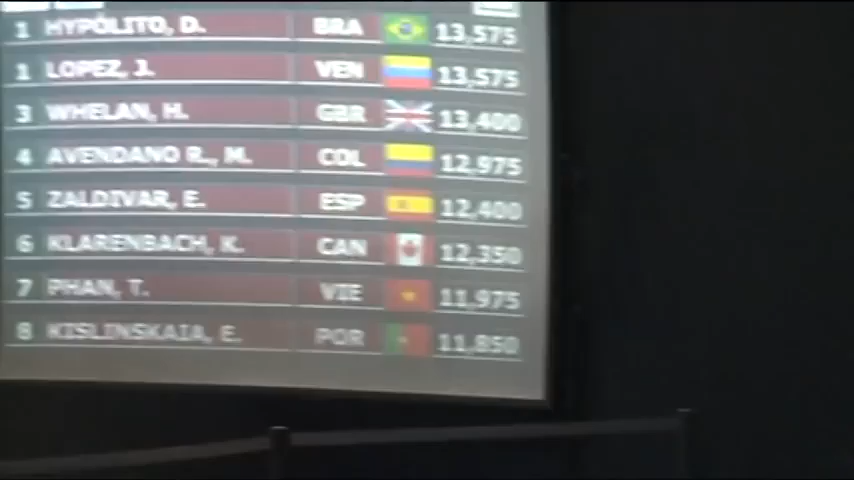 1 HYPOLITO, D. BRA 13,575
1 LOPEZ, J. VEN 13,575
3 WHELAN, H. GBR 13,400
4 AVENDANO R., M. COL 12,975
5 ZALDIVAR, E. ESP 12,400
6 KLARENBACH, K. CAN 12,350
7 PHAN, T. VIE 11,975
8 KISLINSKAIA, E. POR 11,850